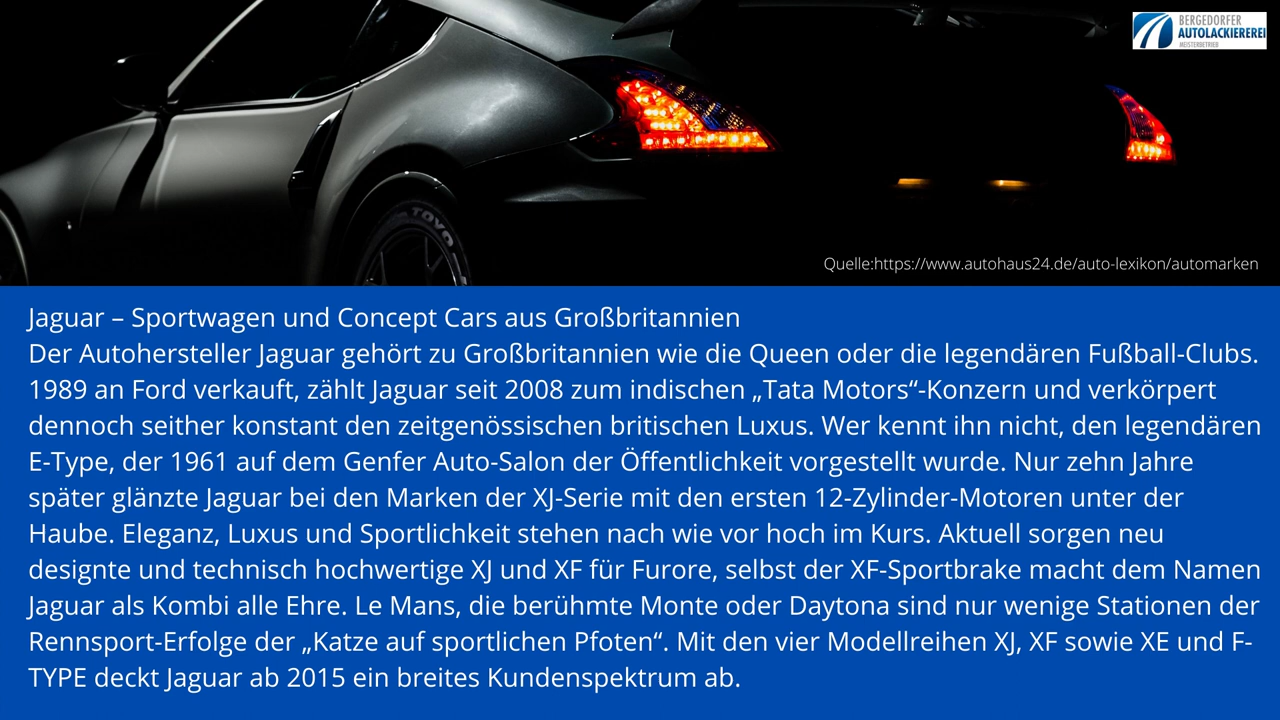 BERGEDORFER
AUTOLACKIEREREI
MEISTERBETRIEB
TOYO
Quelle:https://www.autohaus24.de/auto-lexikon/automarken
Jaguar – Sportwagen und Concept Cars aus Großbritannien
Der Autohersteller Jaguar gehört zu Großbritannien wie die Queen oder die legendären Fußball-Clubs.
1989 an Ford verkauft, zählt Jaguar seit 2008 zum indischen „Tata Motors“-Konzern und verkörpert
dennoch seither konstant den zeitgenössischen britischen Luxus. Wer kennt ihn nicht, den legendären
E-Type, der 1961 auf dem Genfer Auto-Salon der Öffentlichkeit vorgestellt wurde. Nur zehn Jahre
später glänzte Jaguar bei den Marken der XJ-Serie mit den ersten 12-Zylinder-Motoren unter der
Haube. Eleganz, Luxus und Sportlichkeit stehen nach wie vor hoch im Kurs. Aktuell sorgen neu
designte und technisch hochwertige XJ und XF für Furore, selbst der XF-Sportbrake macht dem Namen
Jaguar als Kombi alle Ehre. Le Mans, die berühmte Monte oder Daytona sind nur wenige Stationen der
Rennsport-Erfolge der „Katze auf sportlichen Pfoten“. Mit den vier Modellreihen XJ, XF sowie XE und F-
TYPE deckt Jaguar ab 2015 ein breites Kundenspektrum ab.